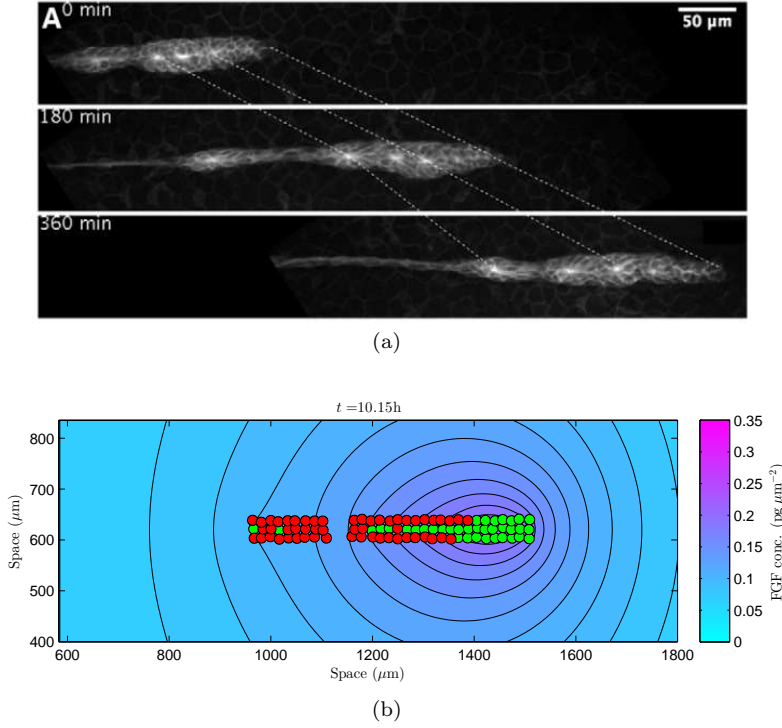 A 0 min
50 µm
180 min
360 min
(a)
t =10.15h
800
700
600
500
400
Space (µm)
600 800 1000 1200 1400 1600 1800
Space (µm)
0.35
0.3
0.25
0.2
0.15
0.1
0.05
0
FGF conc. (pg µm⁻²)
(b)